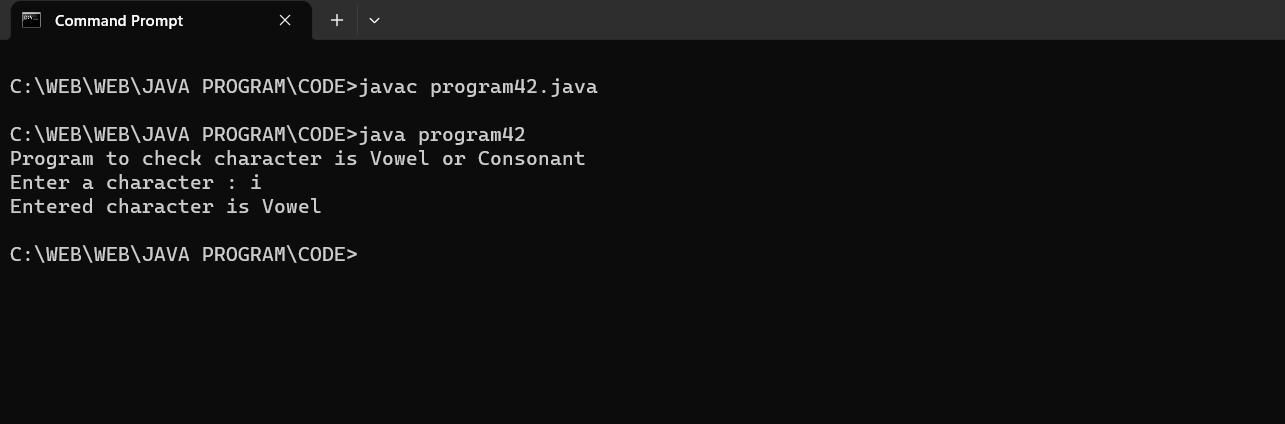 Command Prompt
C:\WEB\WEB\JAVA PROGRAM\CODE>javac program42.java
C:\WEB\WEB\JAVA PROGRAM\CODE>java program42
Program to check character is Vowel or Consonant
Enter a character : i
Entered character is Vowel
C:\WEB\WEB\JAVA PROGRAM\CODE>